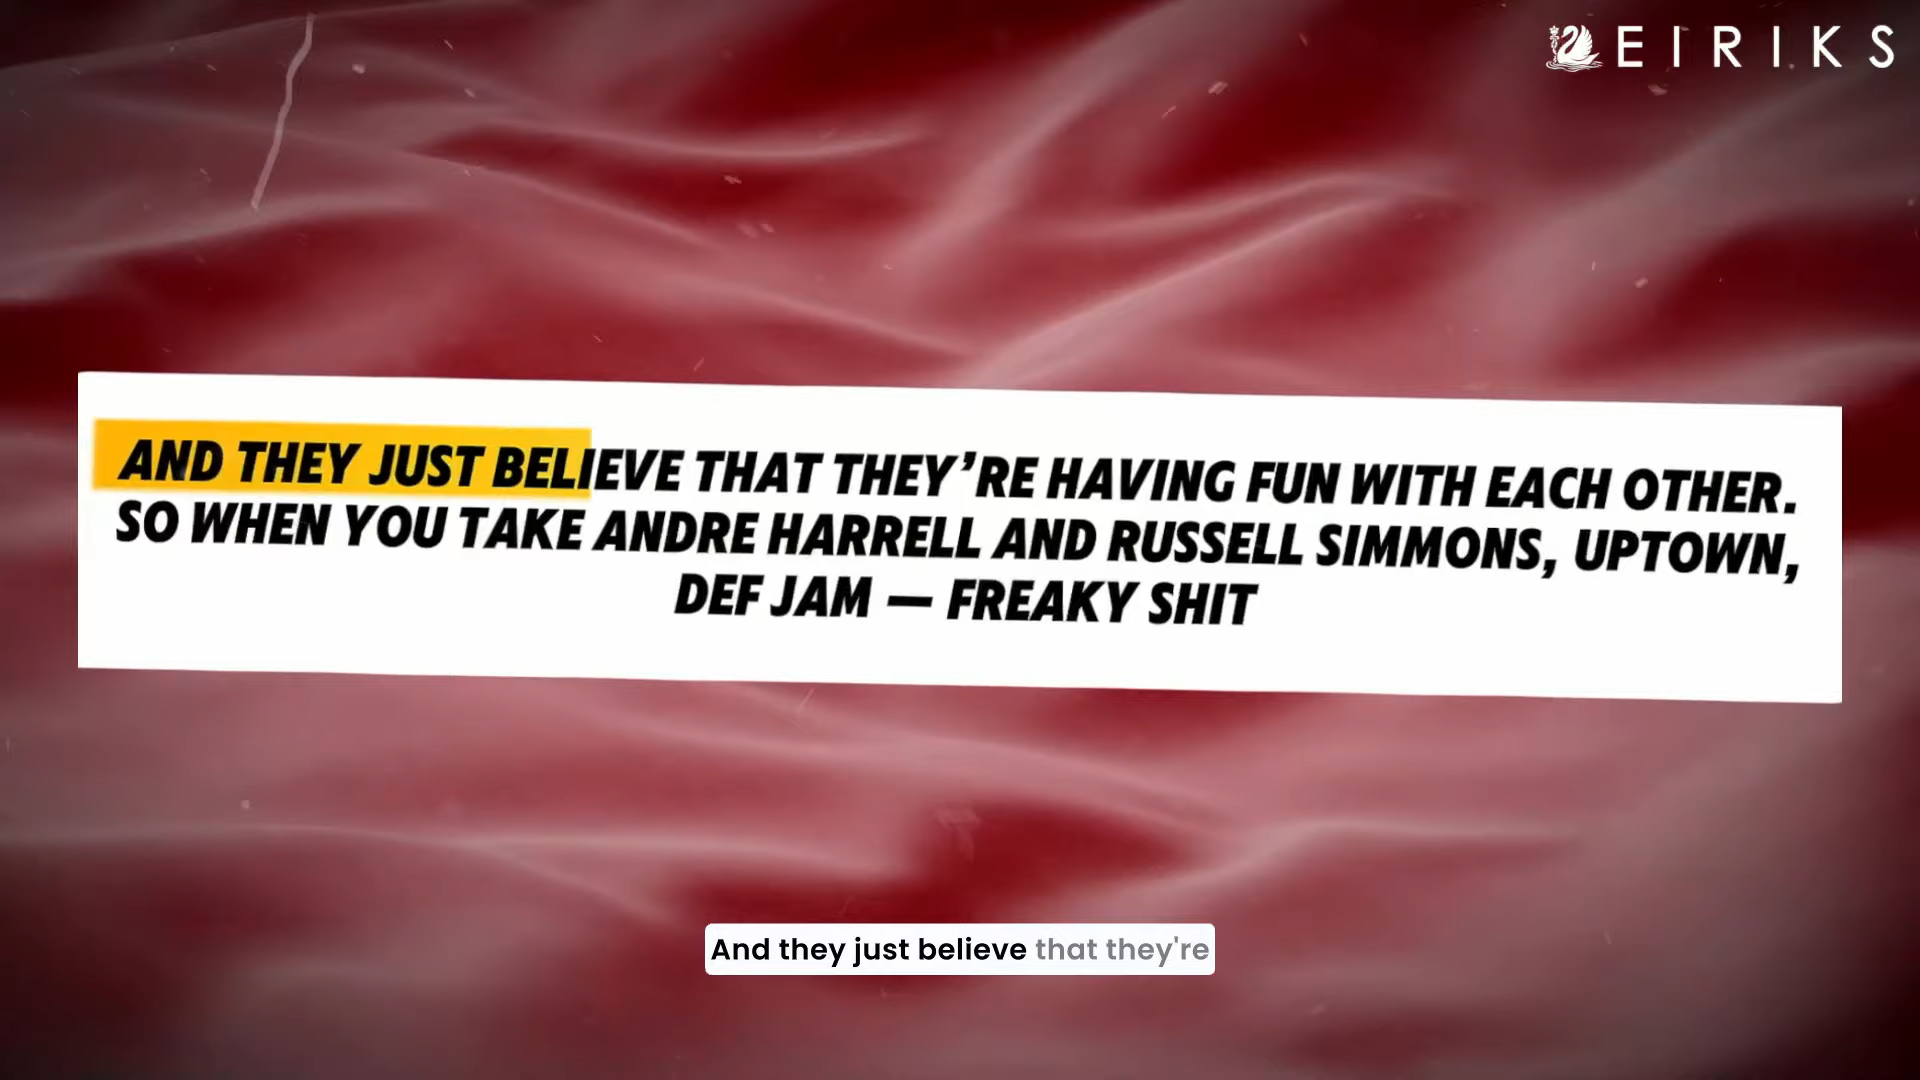 EIRIKS
AND THEY JUST BELIEVE THAT THEY’RE HAVING FUN WITH EACH OTHER.
SO WHEN YOU TAKE ANDRE HARRELL AND RUSSELL SIMMONS, UPTOWN,
DEF JAM — FREAKY SHIT
And they just believe that they're